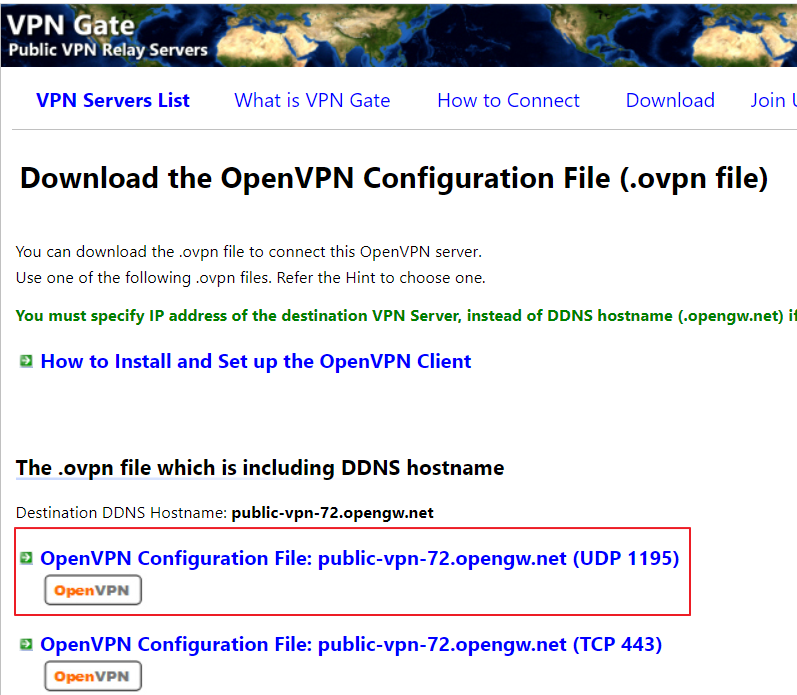 VPN Gate
Public VPN Relay Servers
VPN Servers List What is VPN Gate How to Connect Download Join
Download the OpenVPN Configuration File (.ovpn file)
You can download the .ovpn file to connect this OpenVPN server.
Use one of the following .ovpn files. Refer the Hint to choose one.
You must specify IP address of the destination VPN Server, instead of DDNS hostname (.opengw.net) if
How to Install and Set up the OpenVPN Client
The .ovpn file which is including DDNS hostname
Destination DDNS Hostname: public-vpn-72.opengw.net
OpenVPN Configuration File: public-vpn-72.opengw.net (UDP 1195)
OpenVPN
OpenVPN Configuration File: public-vpn-72.opengw.net (TCP 443)
OpenVPN